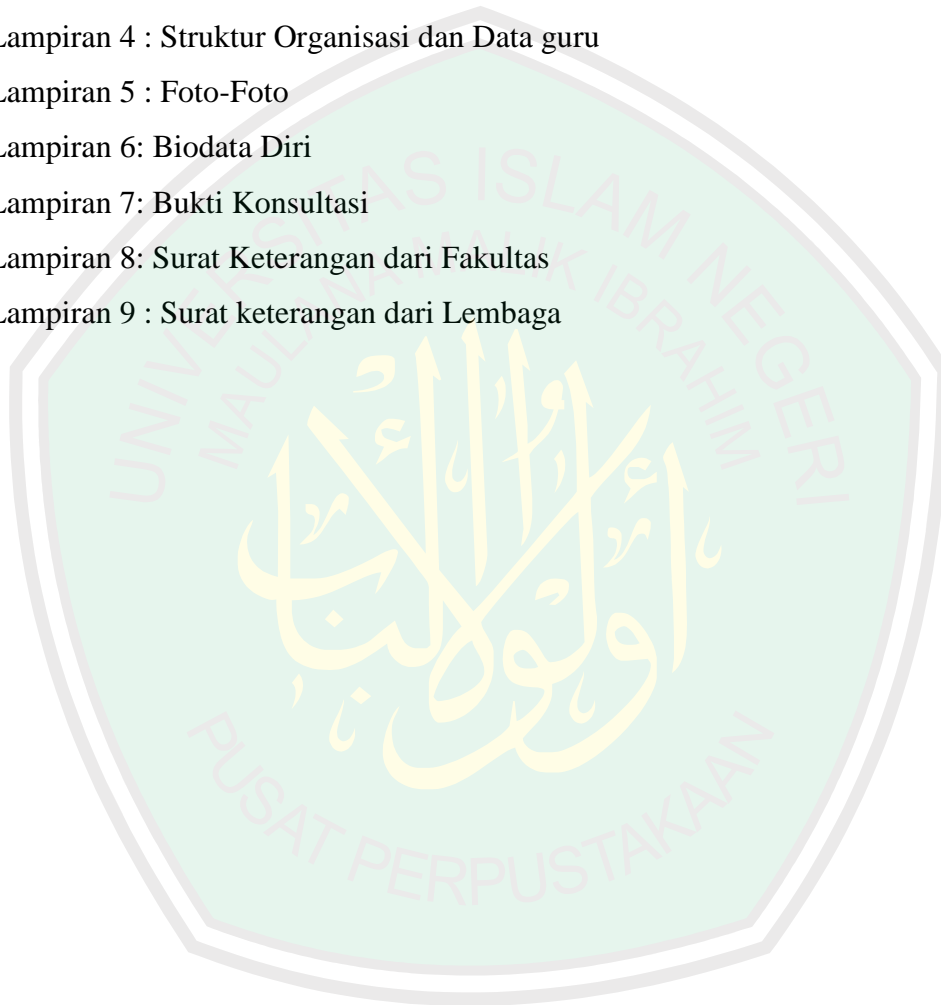 Lampiran 4 : Struktur Organisasi dan Data guru
Lampiran 5 : Foto-Foto
Lampiran 6: Biodata Diri
Lampiran 7: Bukti Konsultasi
Lampiran 8: Surat Keterangan dari Fakultas
Lampiran 9 : Surat keterangan dari Lembaga
UNIVERSITAS ISLAM NEGERI
MAULANA MALIK IBRAHIM
أولوا الألباب
PUSAT PERPUSTAKAAN